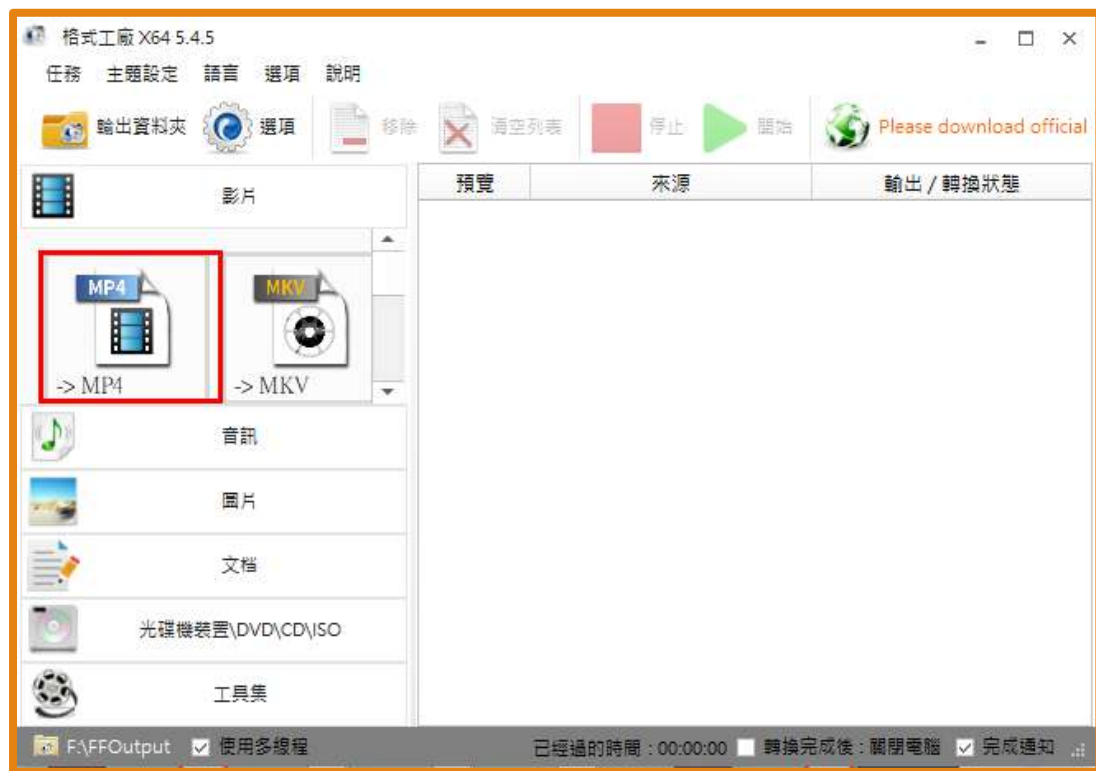 格式工廠 X64 5.4.5
任務 主題設定 語言 選項 說明
輸出資料夾 選項 移除 清空列表 停止 開始 Please download official
影片
預覽 來源 輸出 / 轉換狀態
MP4 MKV
-> MP4 -> MKV
音訊
圖片
文档
光碟機裝置\DVD\CD\ISO
工具集
F:\FFOutput 使用多線程 已經過的時間 : 00:00:00 轉換完成後 : 關閉電腦 完成通知